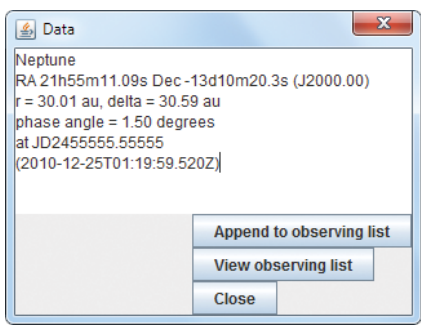 Data
Neptune
RA 21h55m11.09s Dec -13d10m20.3s (J2000.00)
r = 30.01 au, delta = 30.59 au
phase angle = 1.50 degrees
at JD2455555.55555
(2010-12-25T01:19:59.520Z)
Append to observing list
View observing list
Close